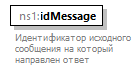 ns1:idMessage
Идентификатор исходного
сообщения на который
направлен ответ